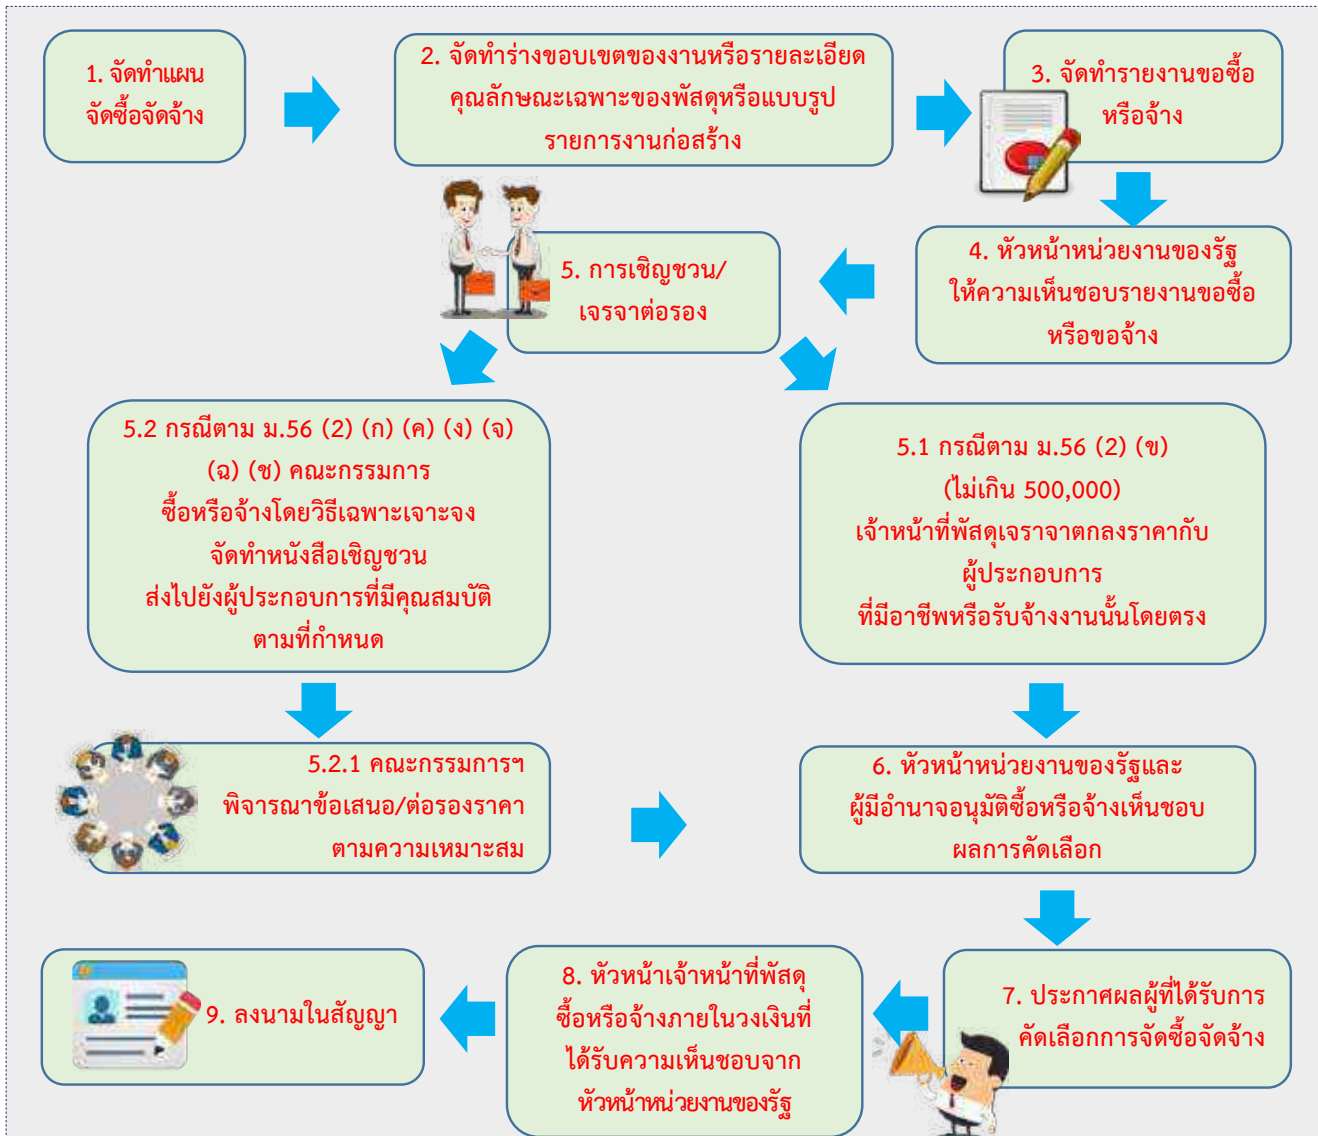 1. จัดทำแผน
จัดซื้อจัดจ้าง
2. จัดทำร่างขอบเขตของงานหรือรายละเอียด
คุณลักษณะเฉพาะของพัสดุหรือแบบรูป
รายการงานก่อสร้าง
3. จัดทำรายงานขอซื้อ
หรือจ้าง
4. หัวหน้าหน่วยงานของรัฐ
ให้ความเห็นชอบรายงานขอซื้อ
หรือขอจ้าง
5. การเชิญชวน/
เจรจาต่อรอง
5.1 กรณีตาม ม.56 (2) (ข)
(ไม่เกิน 500,000)
เจ้าหน้าที่พัสดุเจราจาตกลงราคากับ
ผู้ประกอบการ
ที่มีอาชีพหรือรับจ้างงานนั้นโดยตรง
5.2 กรณีตาม ม.56 (2) (ก) (ค) (ง) (จ)
(ฉ) (ช) คณะกรรมการ
ซื้อหรือจ้างโดยวิธีเฉพาะเจาะจง
จัดทำหนังสือเชิญชวน
ส่งไปยังผู้ประกอบการที่มีคุณสมบัติ
ตามที่กำหนด
5.2.1 คณะกรรมการฯ
พิจารณาข้อเสนอ/ต่อรองราคา
ตามความเหมาะสม
6. หัวหน้าหน่วยงานของรัฐและ
ผู้มีอำนาจอนุมัติซื้อหรือจ้างเห็นชอบ
ผลการคัดเลือก
7. ประกาศผลผู้ที่ได้รับการ
คัดเลือกการจัดซื้อจัดจ้าง
8. หัวหน้าเจ้าหน้าที่พัสดุ
ซื้อหรือจ้างภายในวงเงินที่
ได้รับความเห็นชอบจาก
หัวหน้าหน่วยงานของรัฐ
9. ลงนามในสัญญา